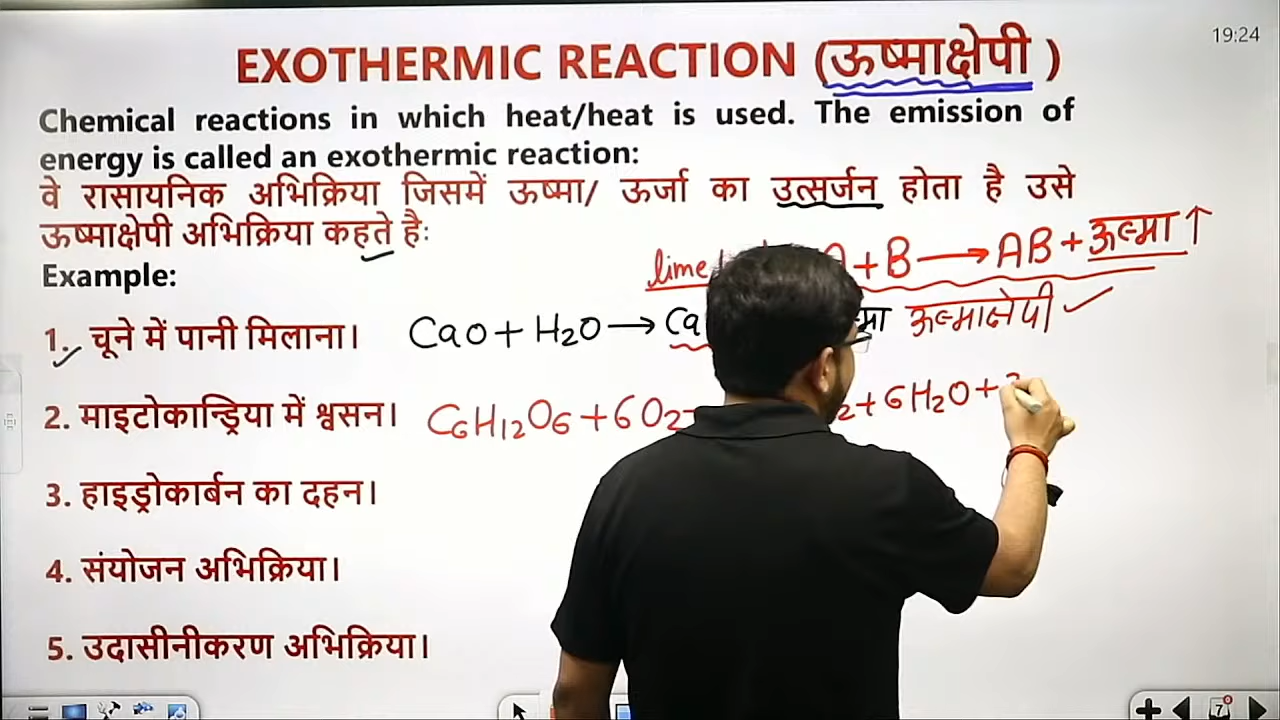 19:24
EXOTHERMIC REACTION (ऊष्माक्षेपी )
Chemical reactions in which heat/heat is used. The emission of
energy is called an exothermic reaction:
वे रासायनिक अभिक्रिया जिसमें ऊष्मा/ ऊर्जा का उत्सर्जन होता है उसे
ऊष्माक्षेपी अभिक्रिया कहते हैः
Example:
lime A + B → AB + ऊष्मा ↑
1. चूने में पानी मिलाना। CaO + H2O → Ca ऊष्माक्षेपी ✓
2. माइटोकान्ड्रिया में श्वसन। C6H12O6 + 6O2 2 + 6H2O +
3. हाइड्रोकार्बन का दहन।
4. संयोजन अभिक्रिया।
5. उदासीनीकरण अभिक्रिया।
7